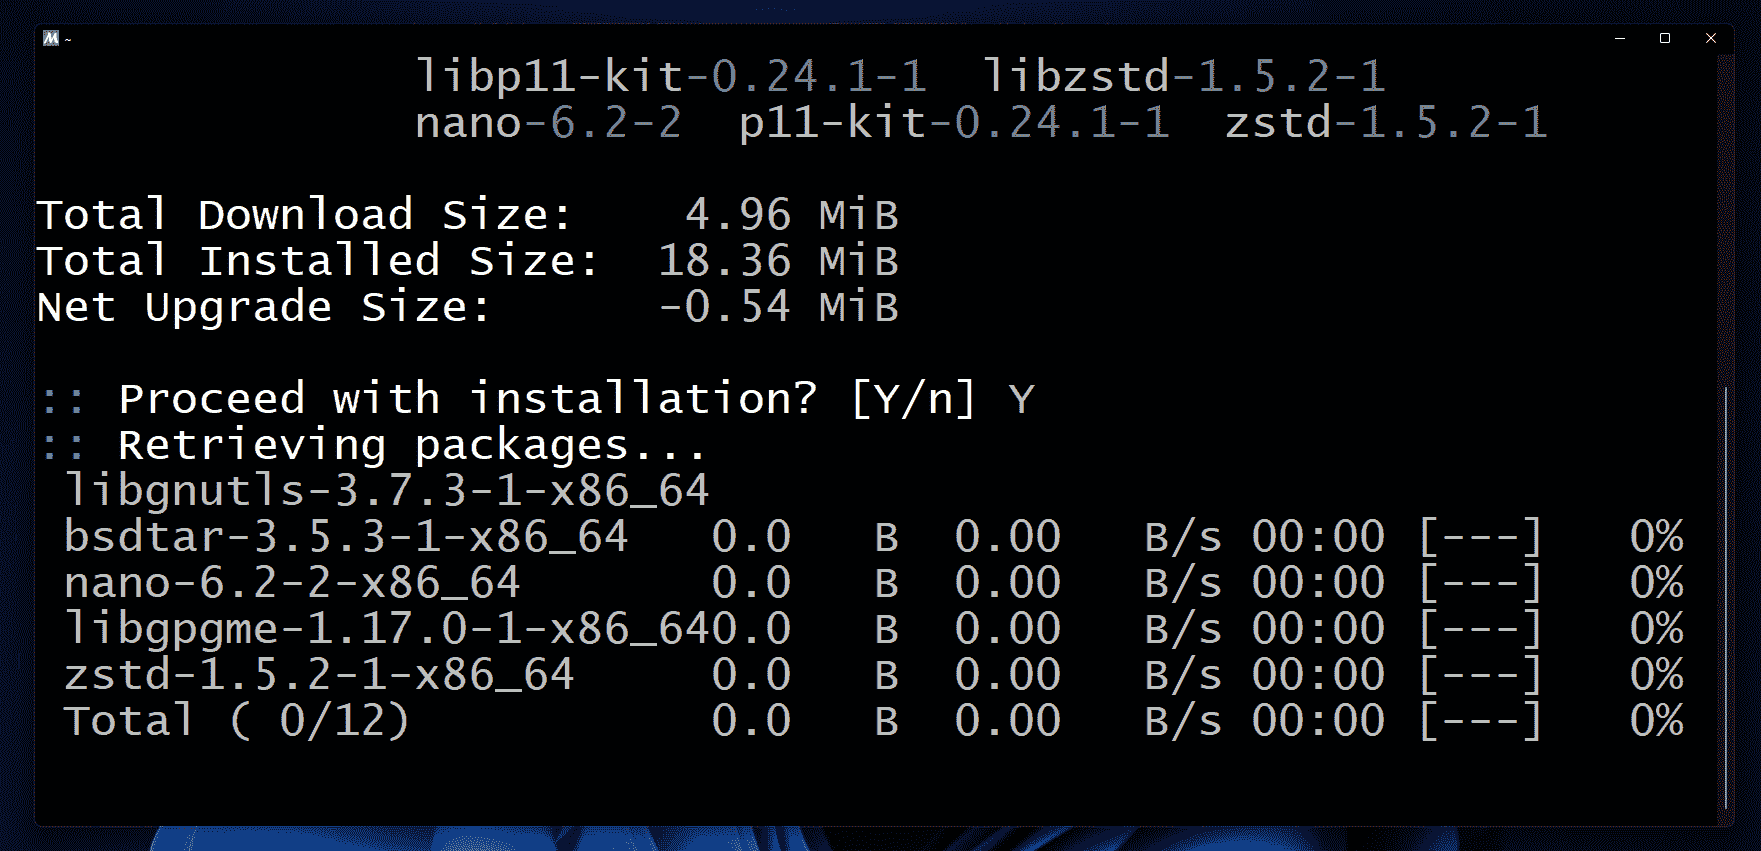 ~
libp11-kit-0.24.1-1  libzstd-1.5.2-1
nano-6.2-2  p11-kit-0.24.1-1  zstd-1.5.2-1
Total Download Size:    4.96 MiB
Total Installed Size:  18.36 MiB
Net Upgrade Size:      -0.54 MiB
:: Proceed with installation? [Y/n] Y
:: Retrieving packages...
libgnutls-3.7.3-1-x86_64
bsdtar-3.5.3-1-x86_64   0.0   B  0.00   B/s 00:00 [---]   0%
nano-6.2-2-x86_64       0.0   B  0.00   B/s 00:00 [---]   0%
libgpgme-1.17.0-1-x86_640.0   B  0.00   B/s 00:00 [---]   0%
zstd-1.5.2-1-x86_64     0.0   B  0.00   B/s 00:00 [---]   0%
Total ( 0/12)           0.0   B  0.00   B/s 00:00 [---]   0%